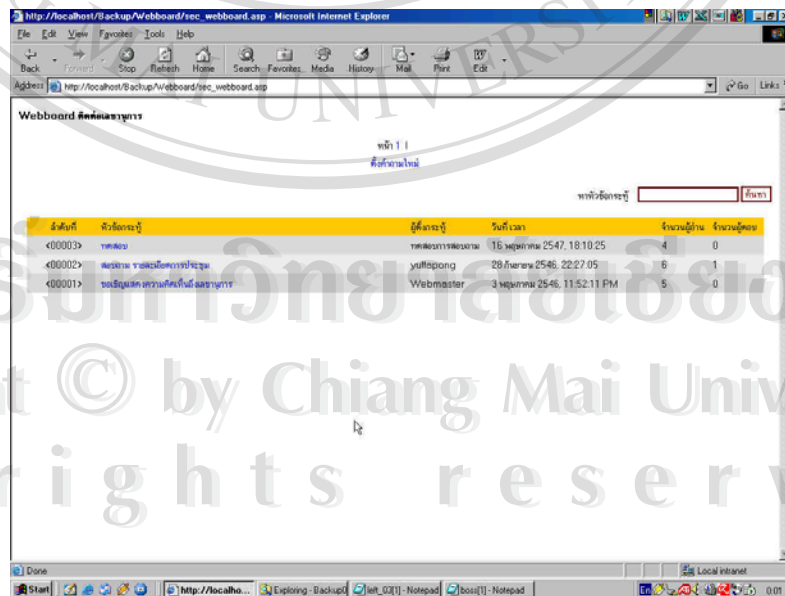 http://localhost/Backup/Webboard/sec_webboard.asp - Microsoft Internet Explorer
File Edit View Favorites Tools Help
Back Forward Stop Refresh Home Search Favorites Media History Mail Print Edit
Address http://localhost/Backup/Webboard/sec_webboard.asp Go Links
Webboard ติดต่อเลขานุการ
หน้า 1 |
ตั้งคำถามใหม่
หาหัวข้อกระทู้ ค้นหา
ลำดับที่ หัวข้อกระทู้ ผู้ตั้งกระทู้ วันที่ เวลา จำนวนผู้อ่าน จำนวนผู้ตอบ
<00003> ทดสอบ ทดสอบการสอบถาม 16 พฤษภาคม 2547, 18:10:25 4 0
<00002> สอบถาม รายละเอียดการประชุม yuttapong 28 กันยายน 2546, 22:27:05 6 1
<00001> ขอเชิญแสดงความคิดเห็นถึงเลขานุการ Webmaster 3 พฤษภาคม 2546, 11:52:11 PM 5 0
© by Chiang Mai Univ
rights reserv
Done Local intranet
Start http://localho... Exploring - Backup left_03[1] - Notepad boss[1] - Notepad En 0:01